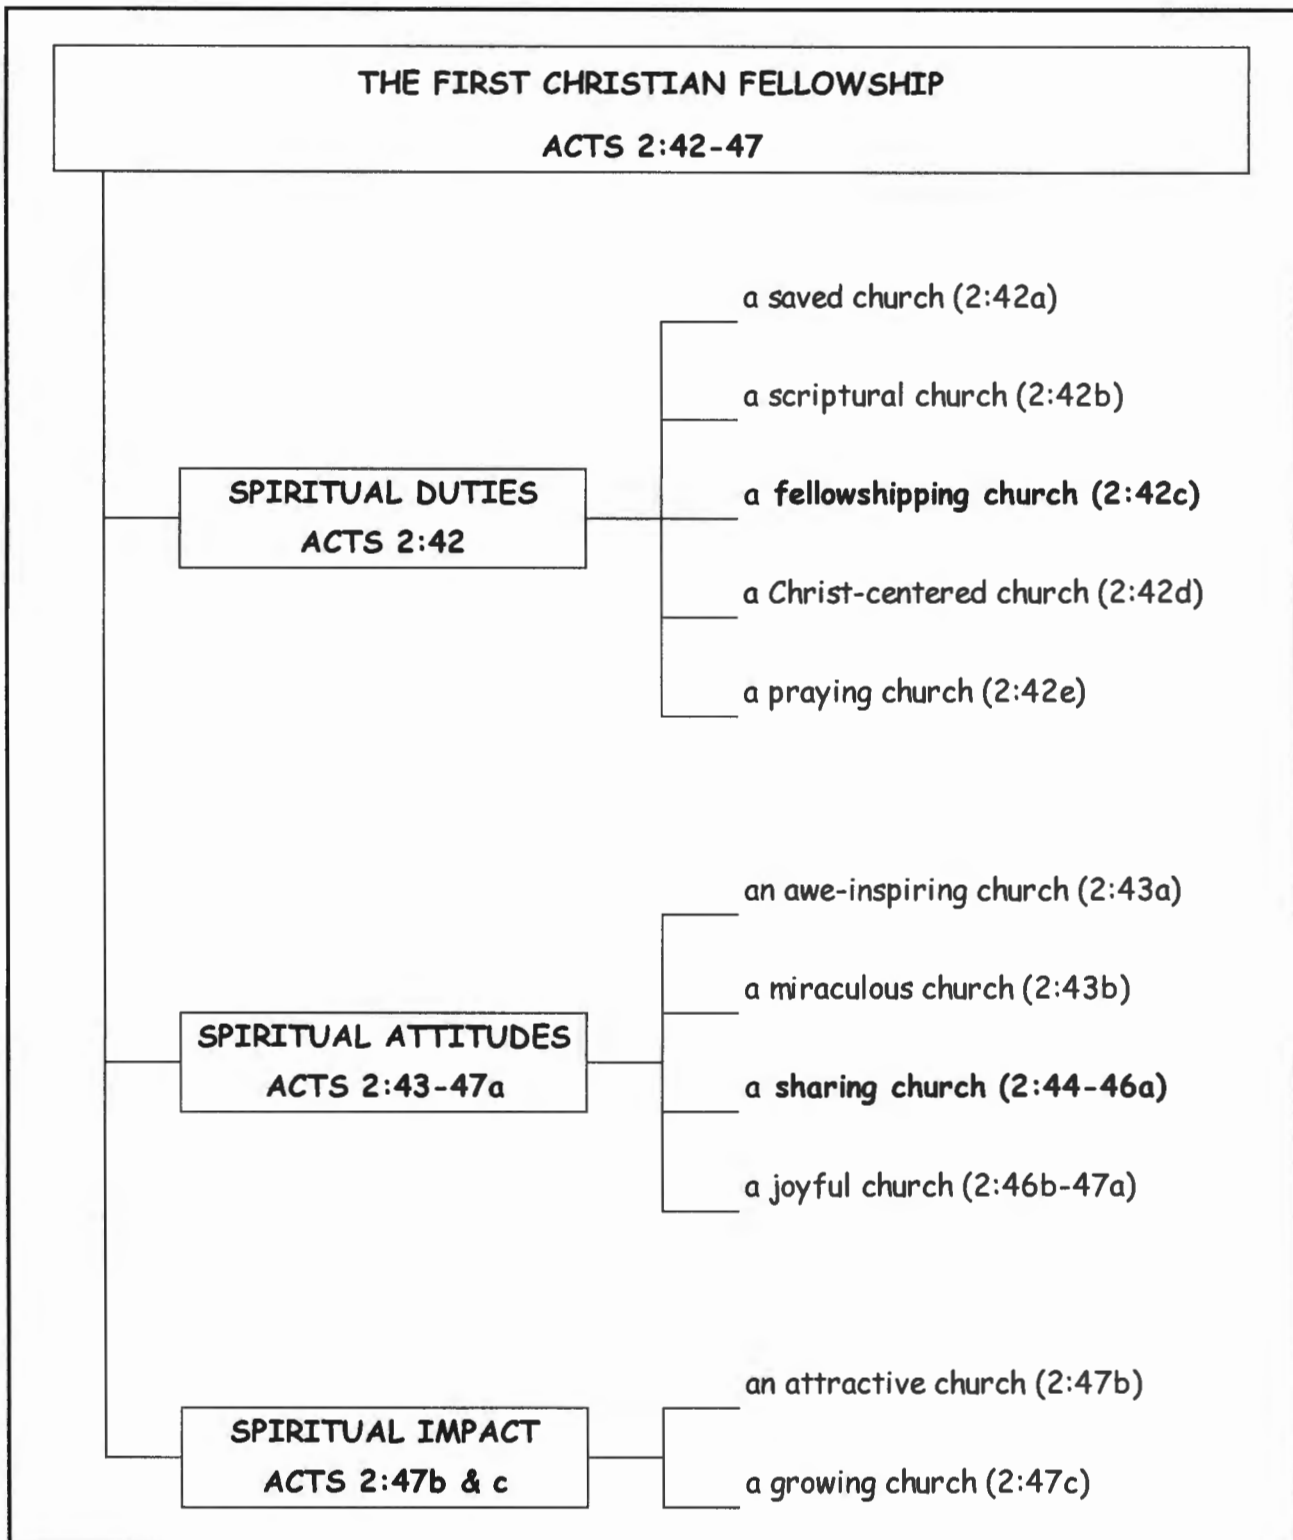 THE FIRST CHRISTIAN FELLOWSHIP
ACTS 2:42-47
a saved church (2:42a)
a scriptural church (2:42b)
SPIRITUAL DUTIES
ACTS 2:42
a fellowshipping church (2:42c)
a Christ-centered church (2:42d)
a praying church (2:42e)
an awe-inspiring church (2:43a)
a miraculous church (2:43b)
SPIRITUAL ATTITUDES
ACTS 2:43-47a
a sharing church (2:44-46a)
a joyful church (2:46b-47a)
an attractive church (2:47b)
SPIRITUAL IMPACT
ACTS 2:47b & c
a growing church (2:47c)